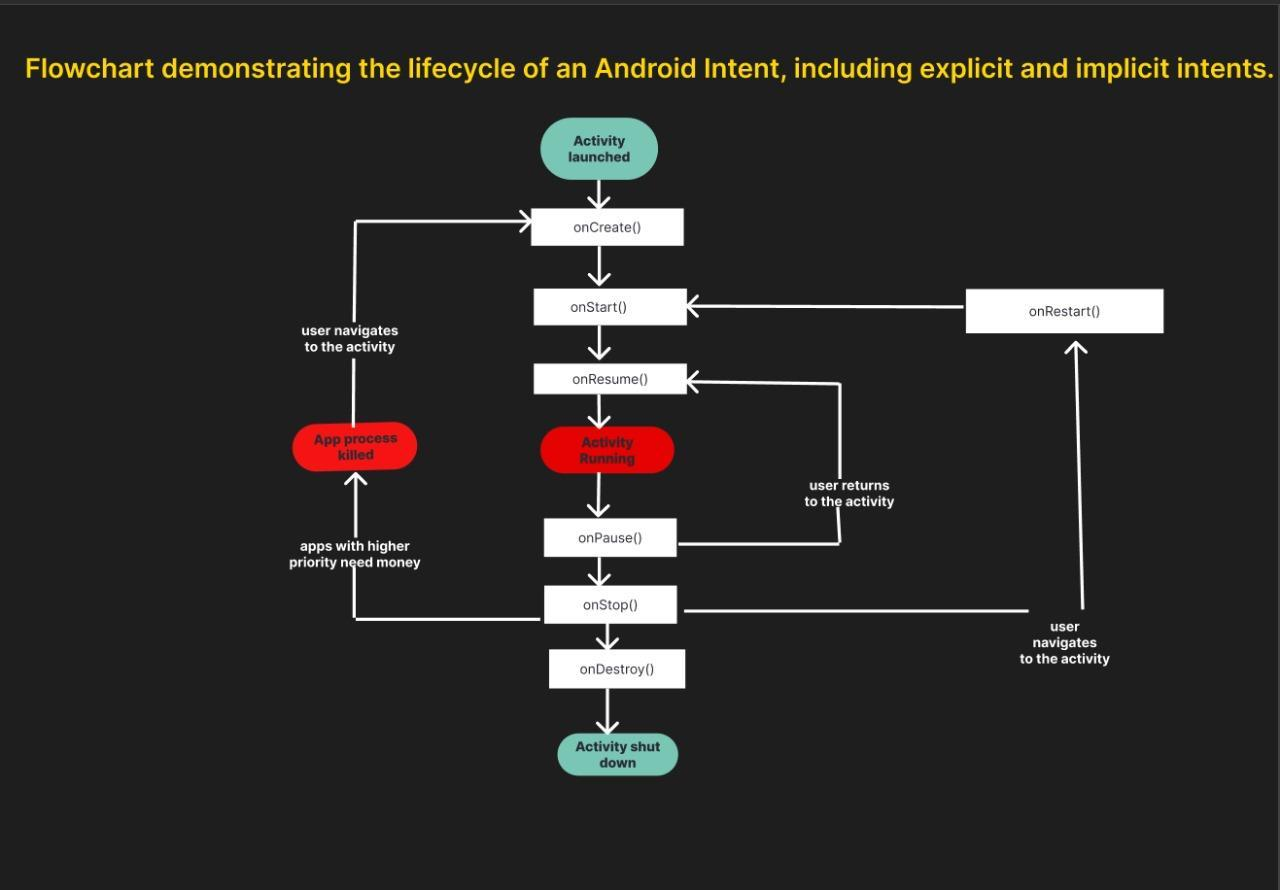 Flowchart demonstrating the lifecycle of an Android Intent, including explicit and implicit intents.
Activity
launched
onCreate()
onStart()
onRestart()
user navigates
to the activity
onResume()
App process
killed
Activity
Running
user returns
to the activity
onPause()
apps with higher
priority need money
onStop()
user
navigates
to the activity
onDestroy()
Activity shut
down